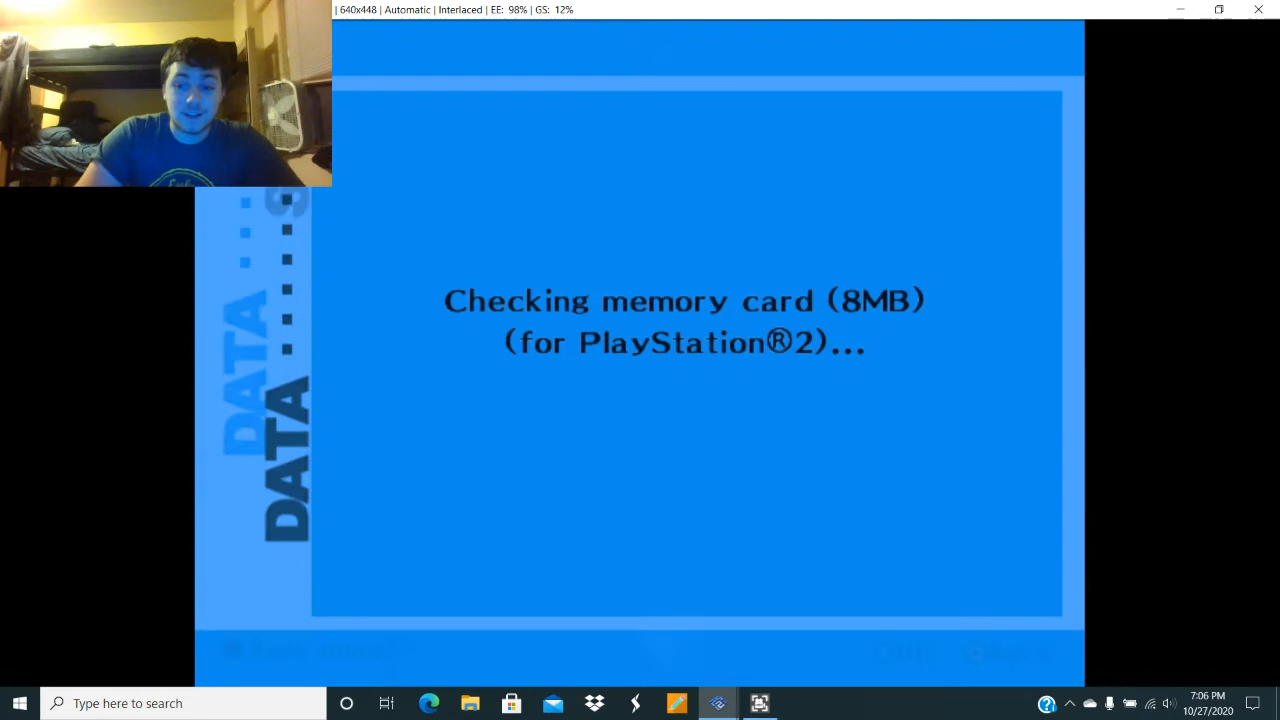 | 640x448 | Automatic | Interlaced | EE: 98% | GS: 12%
DATA
DATA
Checking memory card (8MB)
(for PlayStation®2)...
Type here to search
7:06 PM
10/27/2020